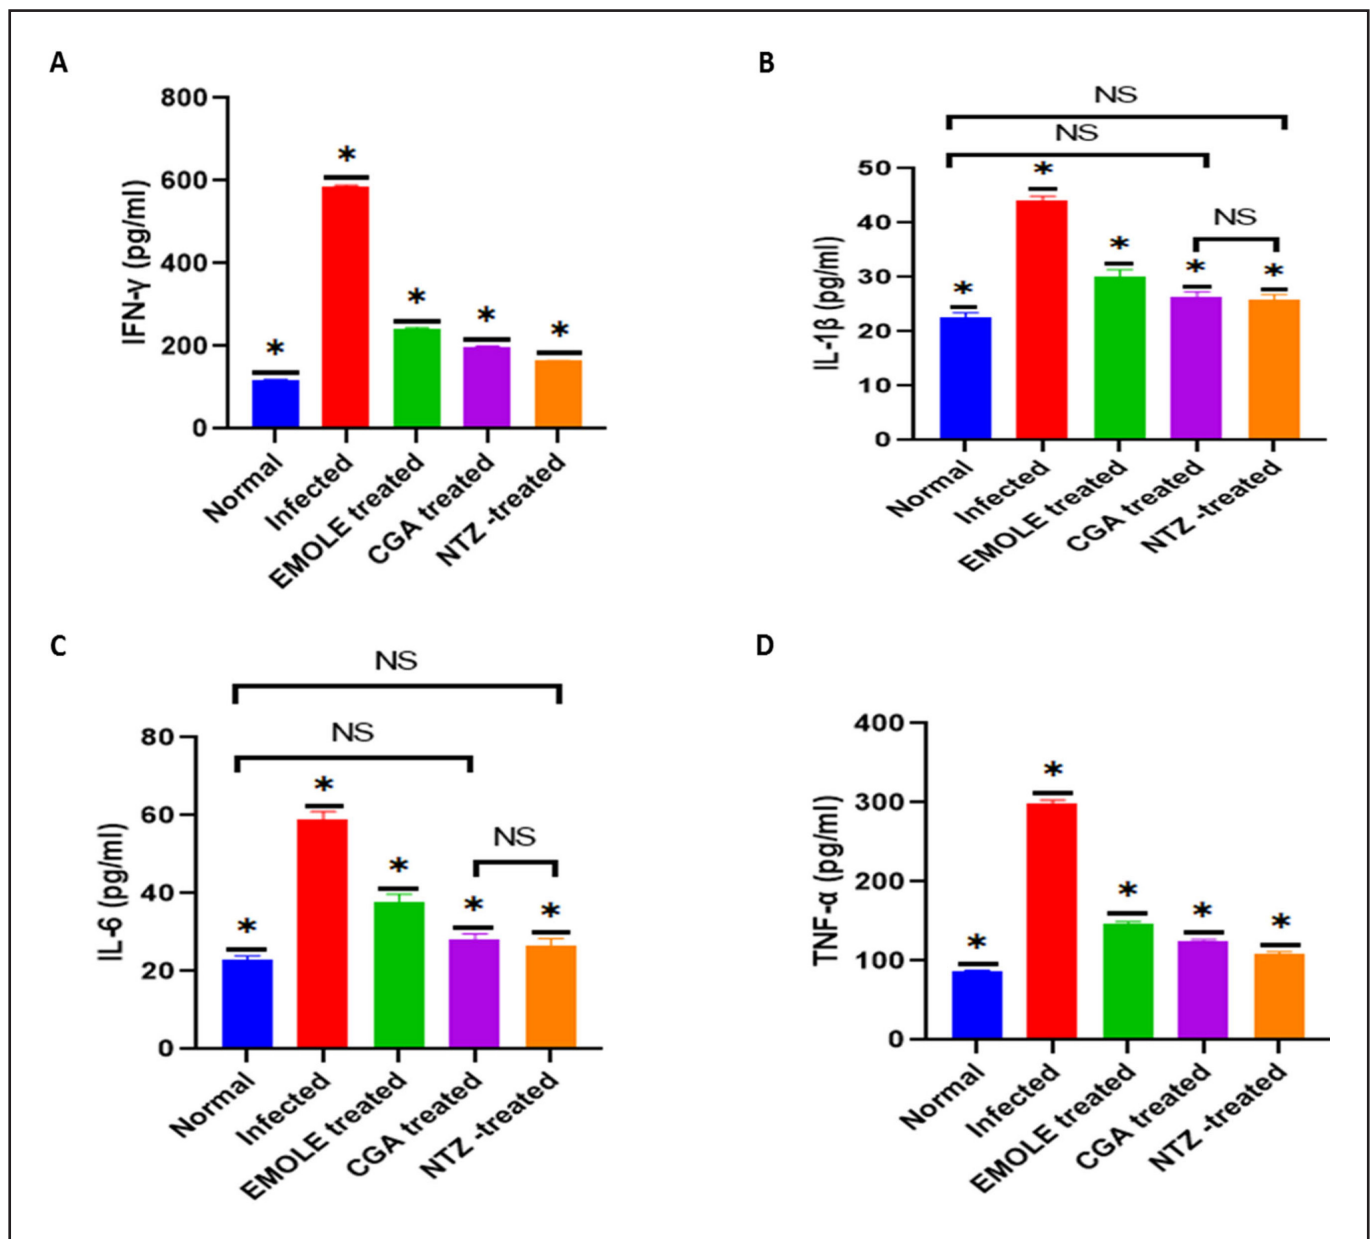 A
800
600
400
200
0
IFN-γ (pg/ml)
*
*
*
*
*
Normal
Infected
EMOLE treated
CGA treated
NTZ -treated
B
NS
NS
NS
50
40
30
20
10
0
IL-1β (pg/ml)
*
*
*
*
*
Normal
Infected
EMOLE treated
CGA treated
NTZ -treated
C
NS
NS
NS
80
60
40
20
0
IL-6 (pg/ml)
*
*
*
*
*
Normal
Infected
EMOLE treated
CGA treated
NTZ -treated
D
400
300
200
100
0
TNF-α (pg/ml)
*
*
*
*
*
Normal
Infected
EMOLE treated
CGA treated
NTZ -treated